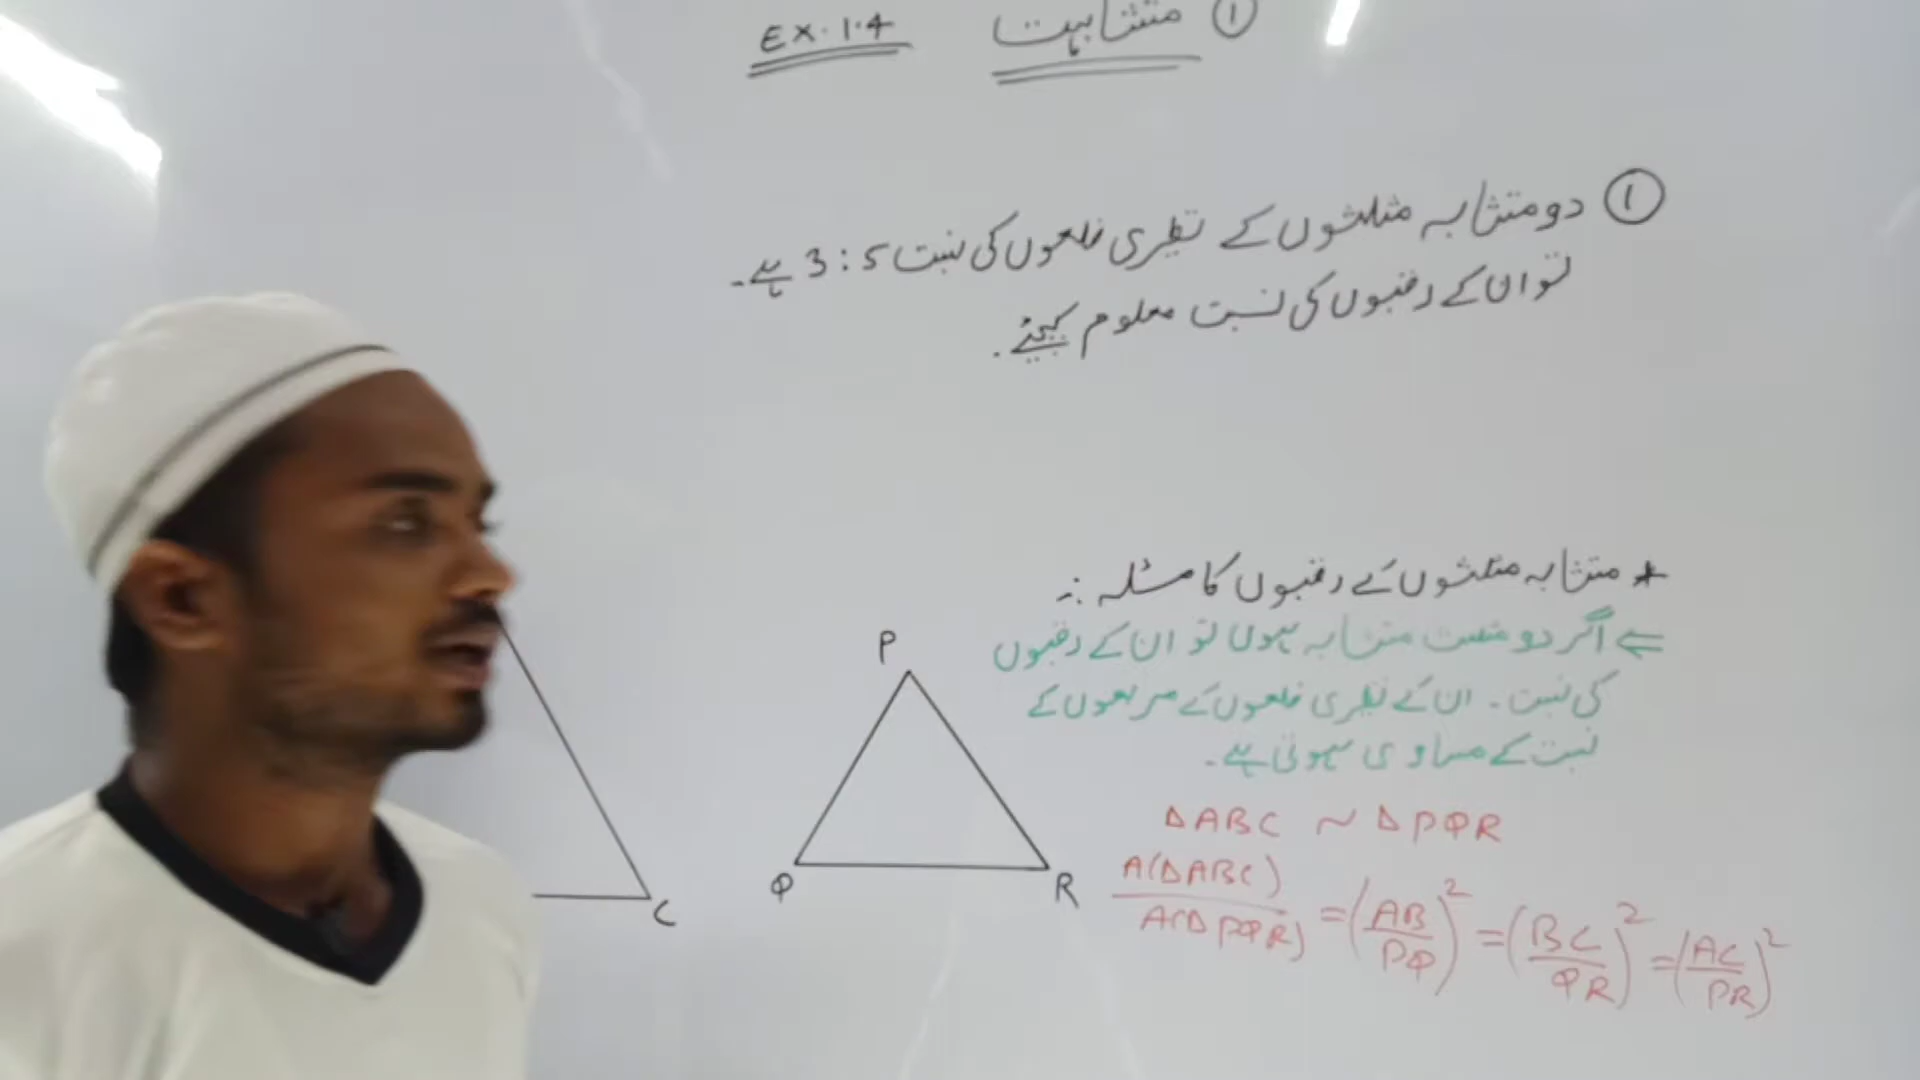 ① متشابہت EX. 1.4
① دو متشابہ مثلثوں کے نظیری ضلعوں کی نسبت 3 : 5 ہے۔
تو ان کے رقبوں کی نسبت معلوم کیجئے۔
* متشابہ مثلثوں کے رقبوں کا مسئلہ :-
⇐ اگر دو مثلث متشابہ ہوں تو ان کے رقبوں
کی نسبت ۔ ان کے نظیری ضلعوں کے مربعوں کے
نسبت کے مساوی ہوتی ہے۔
P
Q
R
C
Δ ABC ~ Δ PQR
A(ΔABC) / A(ΔPQR) = (AB/PQ)² = (BC/QR)² = (AC/PR)²